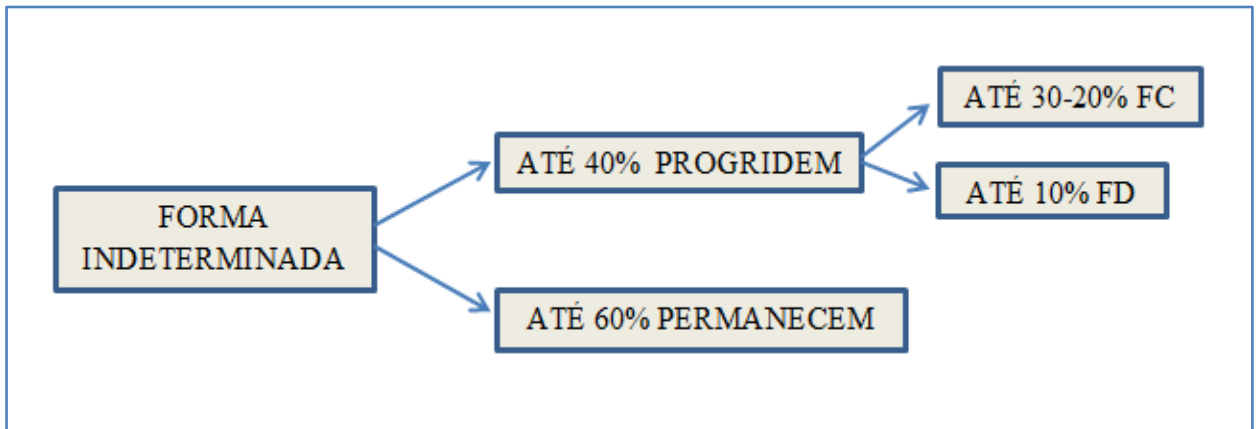 FORMA
INDETERMINADA
ATÉ 40% PROGRIDEM
ATÉ 60% PERMANECEM
ATÉ 30-20% FC
ATÉ 10% FD